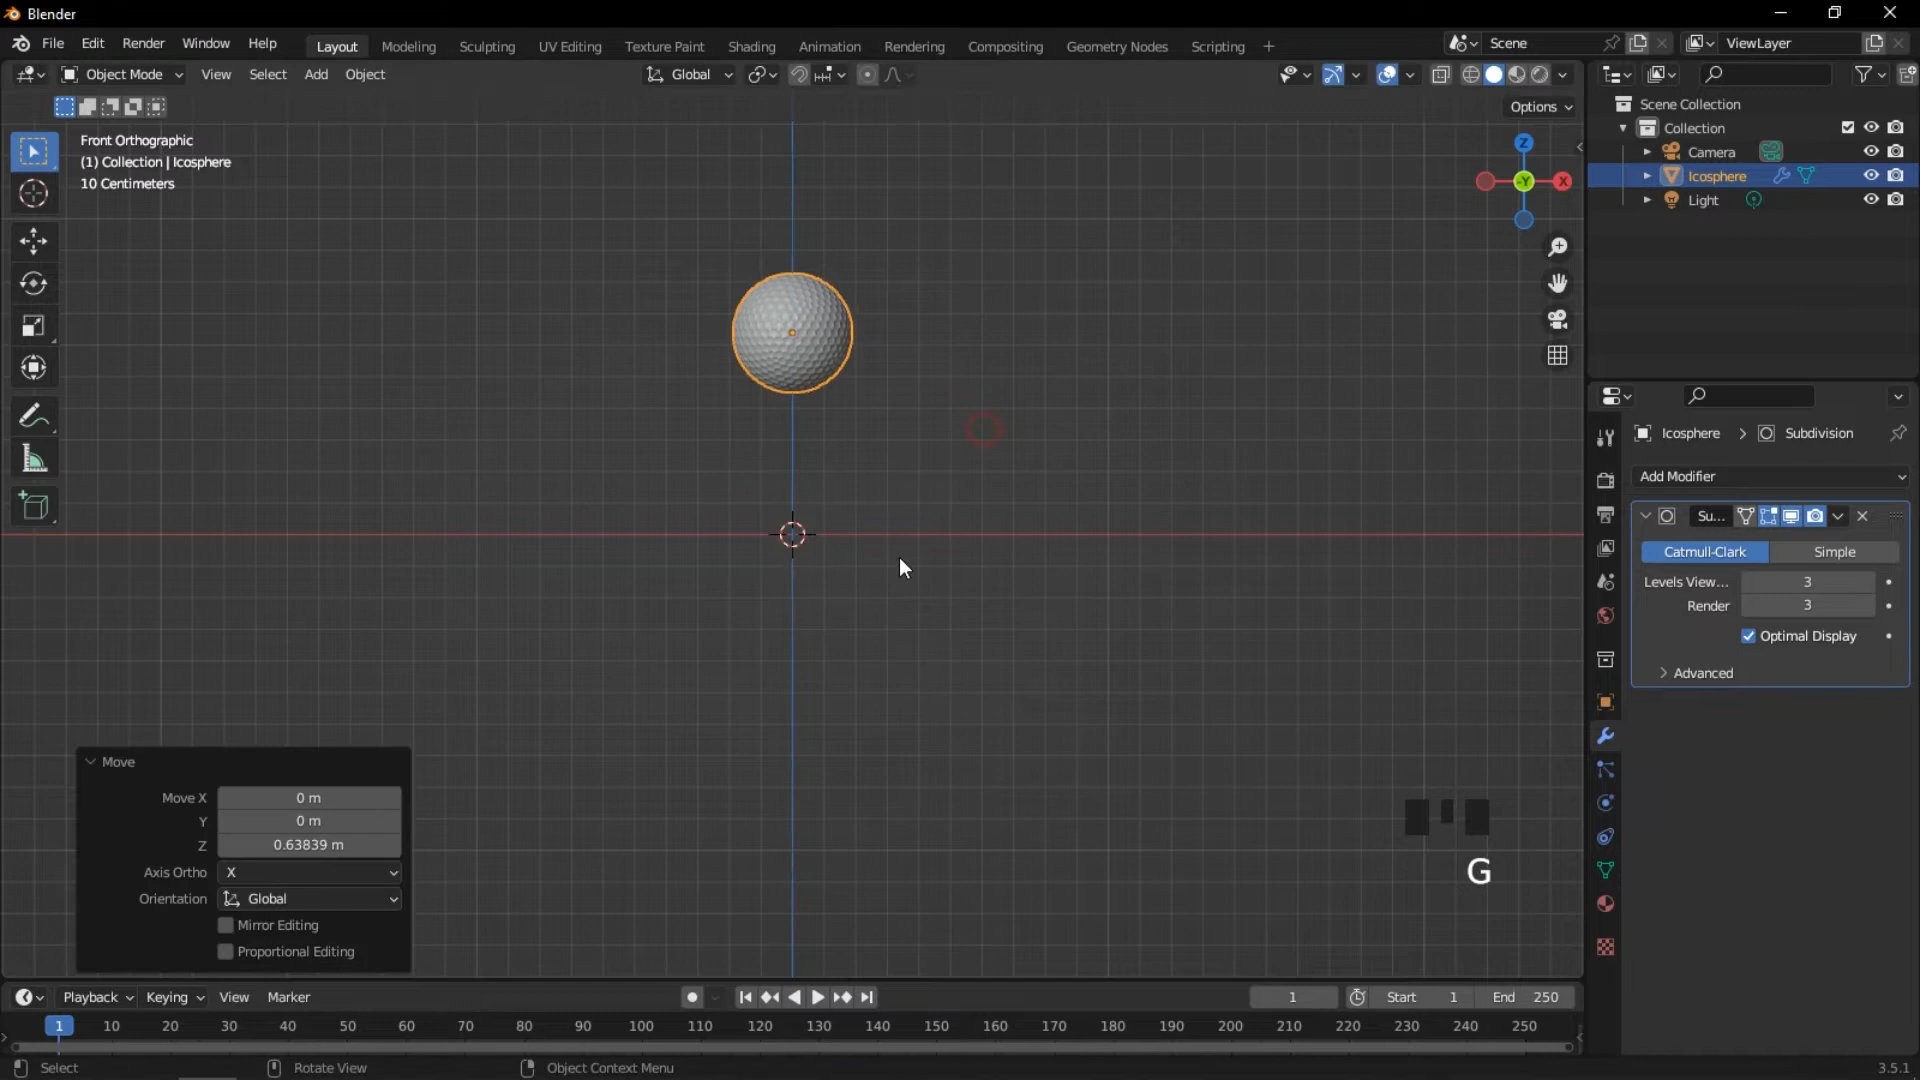 Blender
File Edit Render Window Help Layout Modeling Sculpting UV Editing Texture Paint Shading Animation Rendering Compositing Geometry Nodes Scripting + Scene ViewLayer
Object Mode View Select Add Object Global
Options
Front Orthographic
(1) Collection | Icosphere
10 Centimeters
Z
X
-Y
Scene Collection
Collection
Camera
Icosphere
Light
Icosphere > Subdivision
Add Modifier
Su...
Catmull-Clark Simple
Levels View... 3
Render 3
Optimal Display
Advanced
Move
Move X 0 m
Y 0 m
Z 0.63839 m
Axis Ortho X
Orientation Global
Mirror Editing
Proportional Editing
G
Playback Keying View Marker 1 Start 1 End 250
1 10 20 30 40 50 60 70 80 90 100 110 120 130 140 150 160 170 180 190 200 210 220 230 240 250
Select Rotate View Object Context Menu 3.5.1